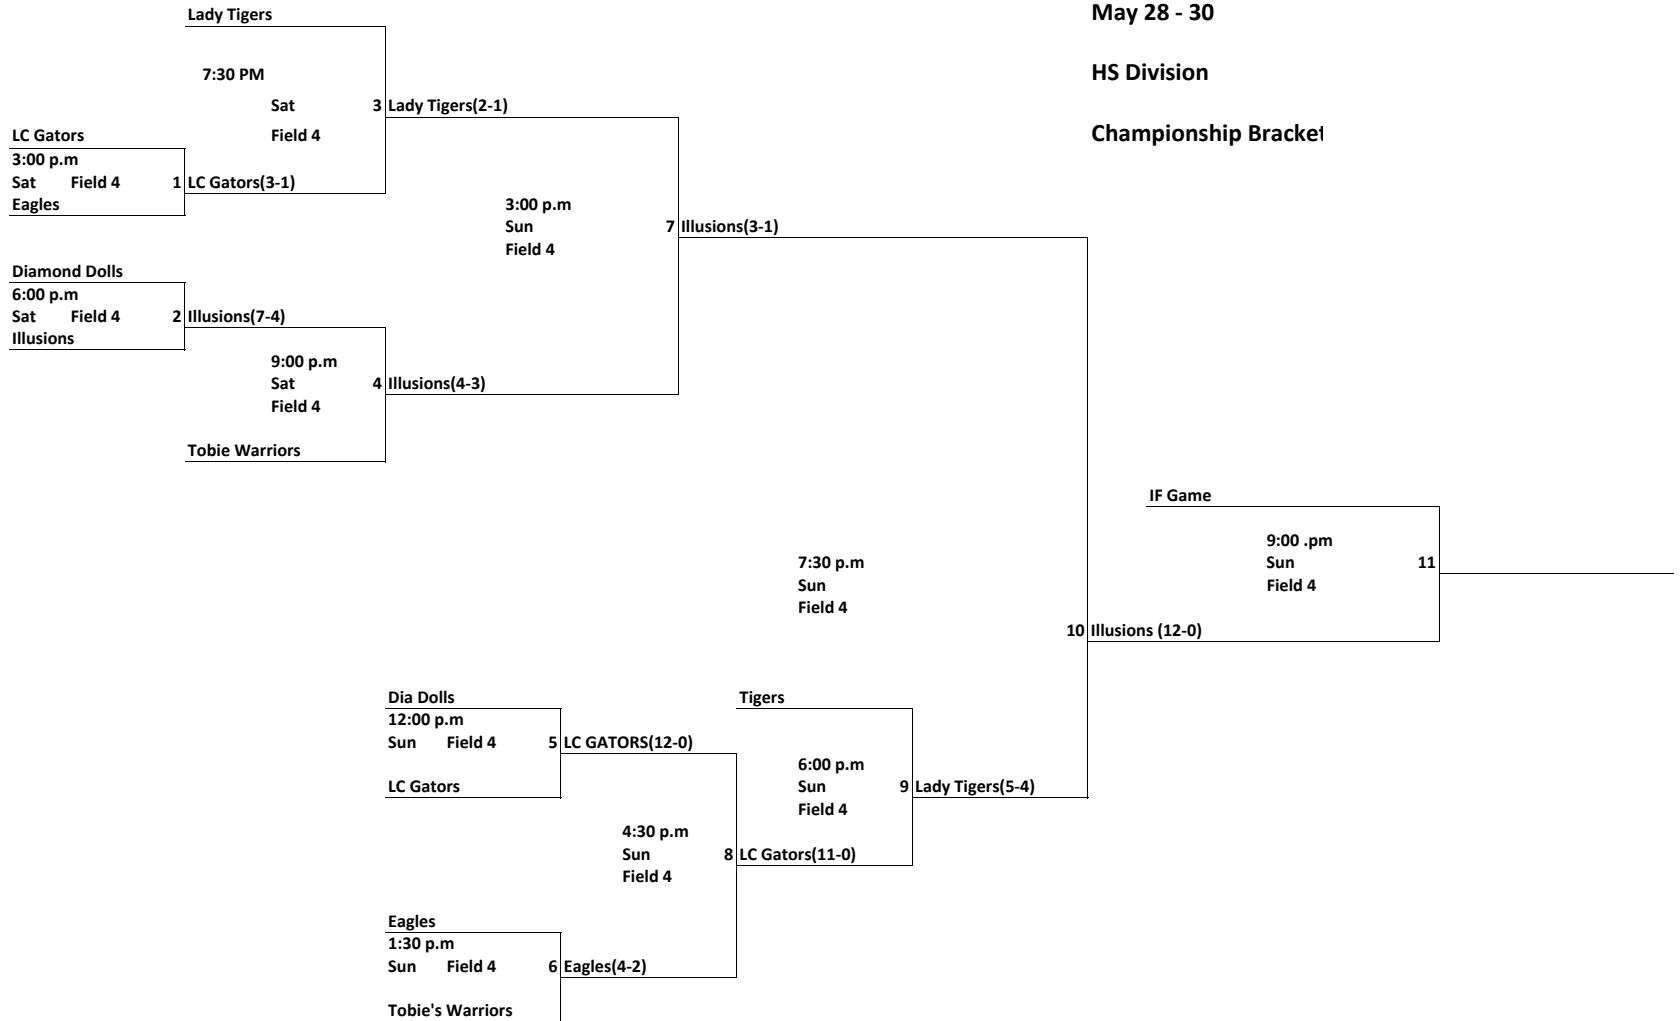 Lady Tigers
May 28 - 30
7:30 PM
HS Division
Sat 3 Lady Tigers(2-1)
LC Gators
Field 4
Championship Bracket
3:00 p.m
Sat Field 4 1 LC Gators(3-1)
Eagles
3:00 p.m
Sun 7 Illusions(3-1)
Field 4
Diamond Dolls
6:00 p.m
Sat Field 4 2 Illusions(7-4)
Illusions
9:00 p.m
Sat 4 Illusions(4-3)
Field 4
Tobie Warriors
IF Game
9:00 .pm
Sun 11
Field 4
7:30 p.m
Sun
Field 4
10 Illusions (12-0)
Dia Dolls
Tigers
12:00 p.m
Sun Field 4 5 LC GATORS(12-0)
LC Gators
6:00 p.m
Sun 9 Lady Tigers(5-4)
Field 4
4:30 p.m
Sun 8 LC Gators(11-0)
Field 4
Eagles
1:30 p.m
Sun Field 4 6 Eagles(4-2)
Tobie's Warriors